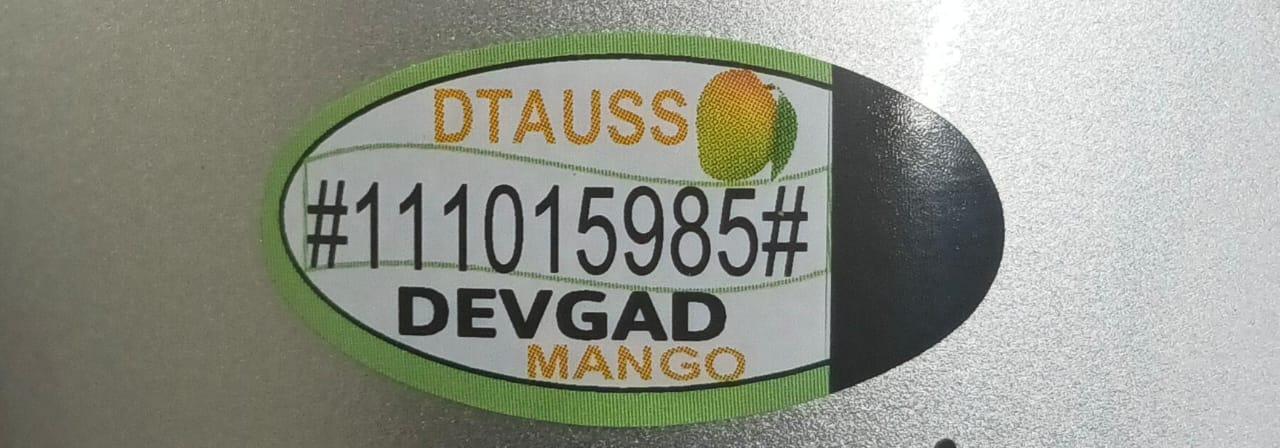 DTAUSS
#111015985#
DEVGAD
MANGO